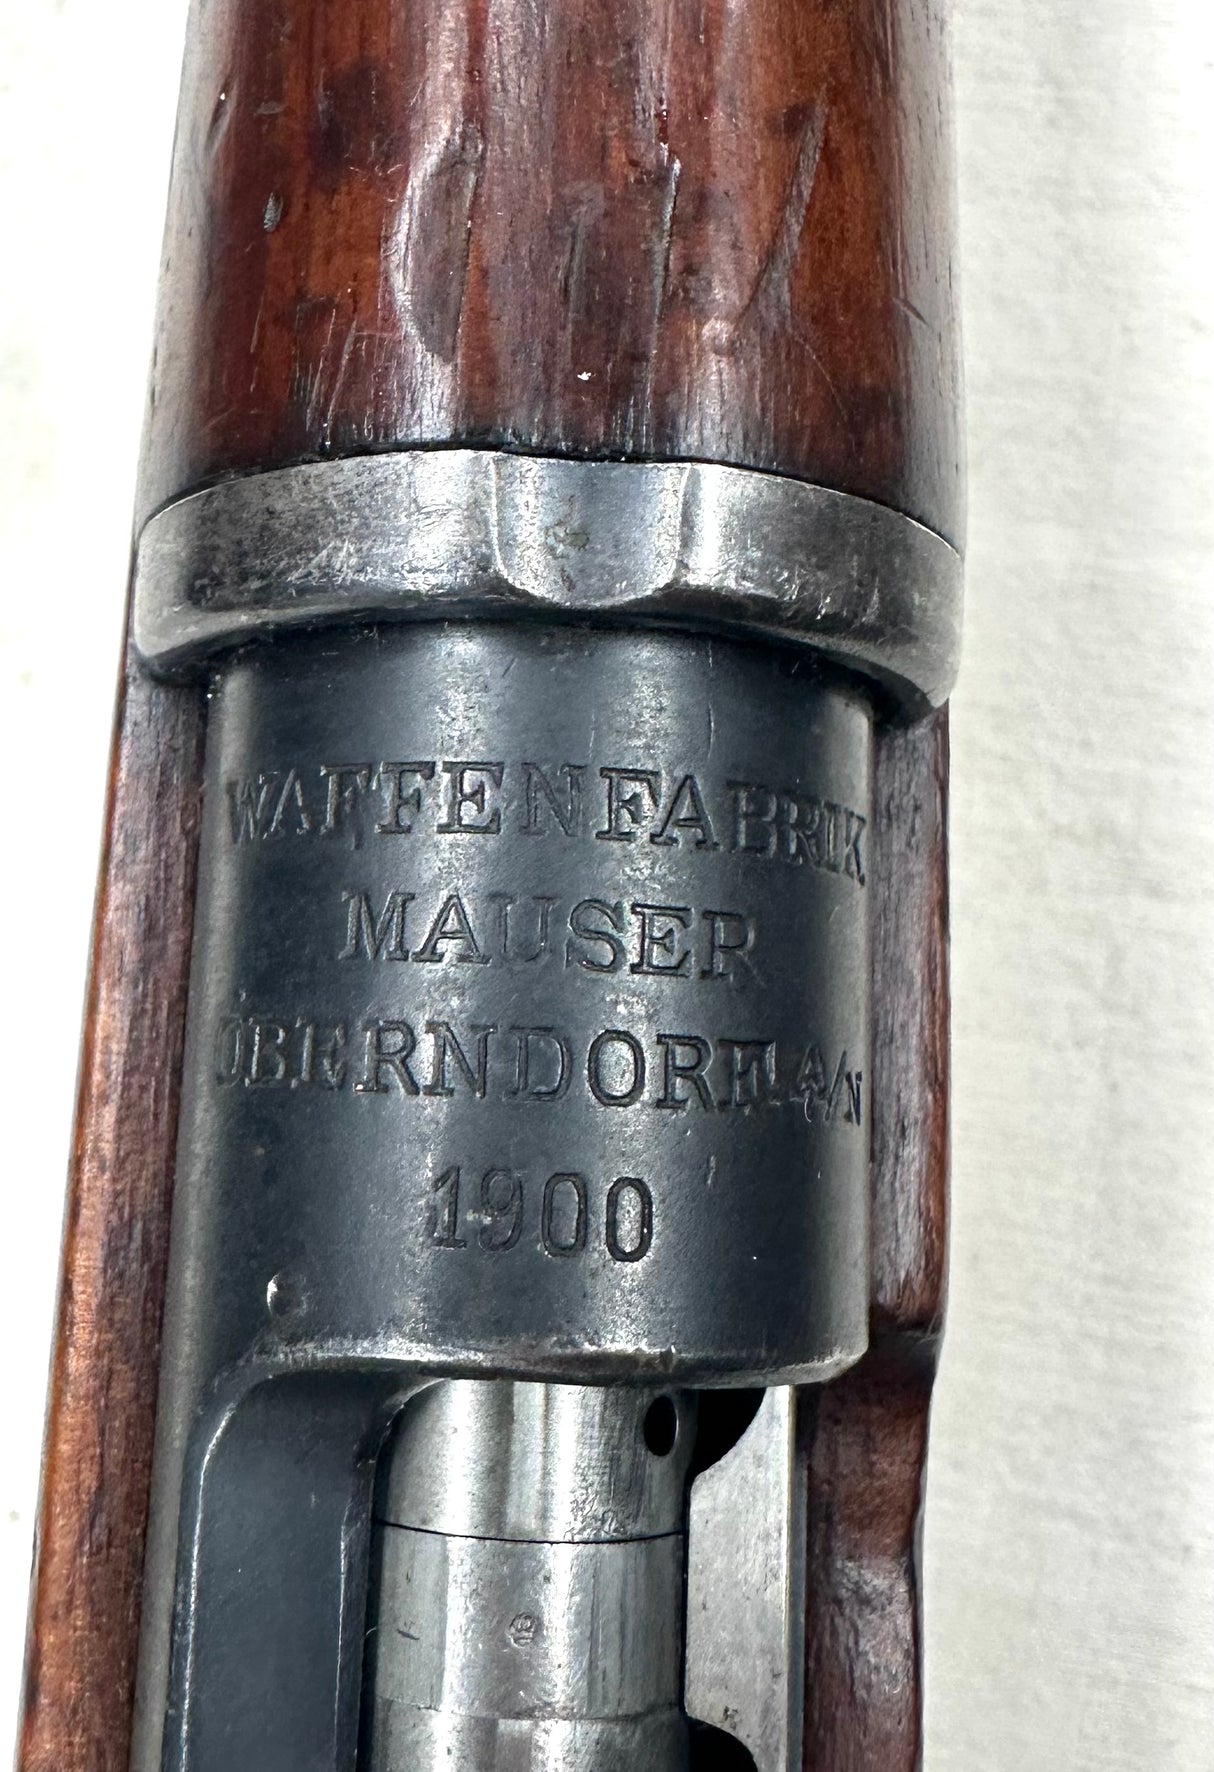 WAFFENFABRIK
MAUSER
OBERNDORF A/N
1900